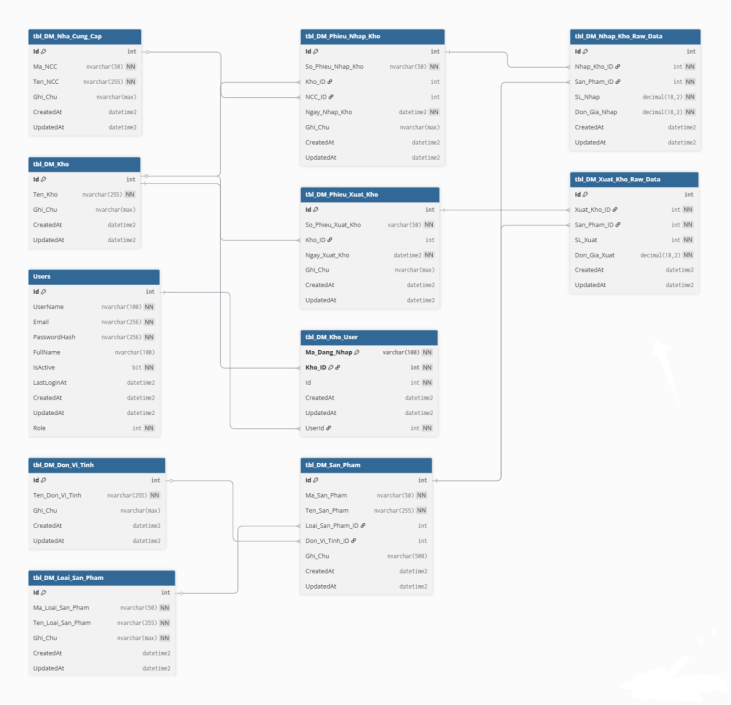 tbl_DM_Nha_Cung_Cap
Id int
Ma_NCC nvarchar(50) NN
Ten_NCC nvarchar(255) NN
Ghi_Chu nvarchar(max)
CreatedAt datetime2
UpdatedAt datetime2
tbl_DM_Kho
Id int
Ten_Kho nvarchar(255) NN
Ghi_Chu nvarchar(max)
CreatedAt datetime2
UpdatedAt datetime2
Users
Id int
UserName nvarchar(100) NN
Email nvarchar(256) NN
PasswordHash nvarchar(256) NN
FullName nvarchar(100)
IsActive bit NN
LastLoginAt datetime2
CreatedAt datetime2
UpdatedAt datetime2
Role int NN
tbl_DM_Don_Vi_Tinh
Id int
Ten_Don_Vi_Tinh nvarchar(255) NN
Ghi_Chu nvarchar(max)
CreatedAt datetime2
UpdatedAt datetime2
tbl_DM_Loai_San_Pham
Id int
Ma_Loai_San_Pham nvarchar(50) NN
Ten_Loai_San_Pham nvarchar(255) NN
Ghi_Chu nvarchar(max) NN
CreatedAt datetime2
UpdatedAt datetime2
tbl_DM_Phieu_Nhap_Kho
Id int
So_Phieu_Nhap_Kho nvarchar(50) NN
Kho_ID int
NCC_ID int
Ngay_Nhap_Kho datetime2 NN
Ghi_Chu nvarchar(max)
CreatedAt datetime2
UpdatedAt datetime2
tbl_DM_Phieu_Xuat_Kho
Id int
So_Phieu_Xuat_Kho varchar(50) NN
Kho_ID int
Ngay_Xuat_Kho datetime2 NN
Ghi_Chu nvarchar(max)
CreatedAt datetime2
UpdatedAt datetime2
tbl_DM_Kho_User
Ma_Dang_Nhap varchar(100) NN
Kho_ID int NN
Id int NN
CreatedAt datetime2
UpdatedAt datetime2
UserId int NN
tbl_DM_San_Pham
Id int
Ma_San_Pham nvarchar(50) NN
Ten_San_Pham nvarchar(255) NN
Loai_San_Pham_ID int
Don_Vi_Tinh_ID int
Ghi_Chu nvarchar(500)
CreatedAt datetime2
UpdatedAt datetime2
tbl_DM_Nhap_Kho_Raw_Data
Id int
Nhap_Kho_ID int NN
San_Pham_ID int NN
SL_Nhap decimal(18,2) NN
Don_Gia_Nhap decimal(18,2) NN
CreatedAt datetime2
UpdatedAt datetime2
tbl_DM_Xuat_Kho_Raw_Data
Id int
Xuat_Kho_ID int NN
San_Pham_ID int NN
SL_Xuat int NN
Don_Gia_Xuat decimal(18,2) NN
CreatedAt datetime2
UpdatedAt datetime2